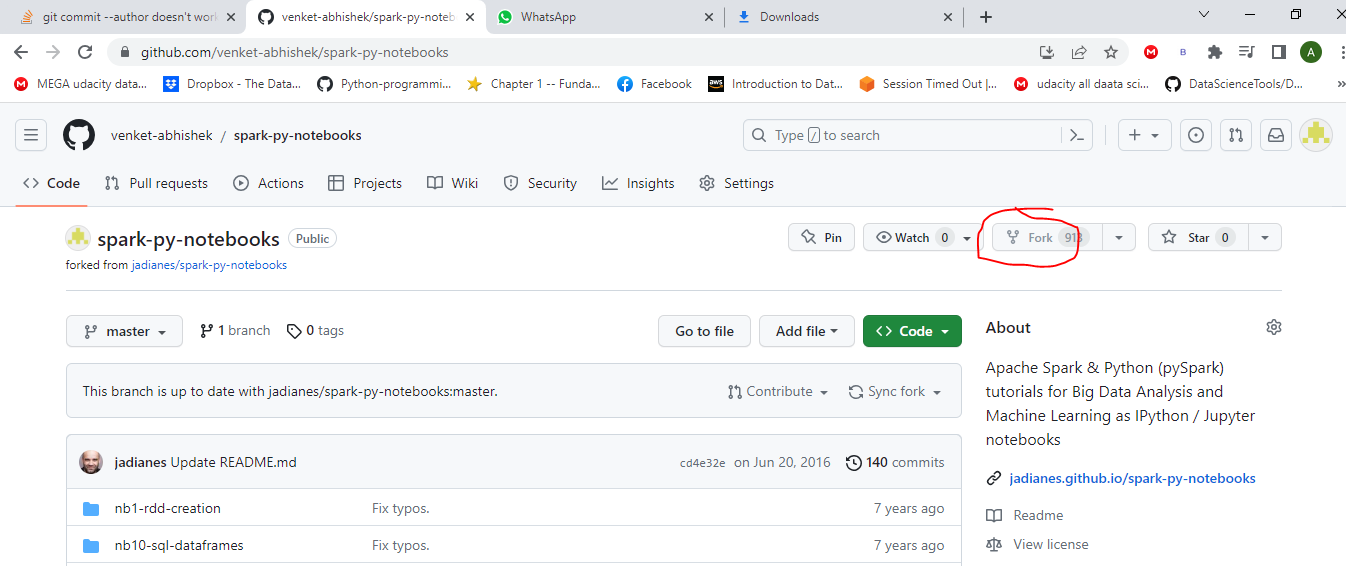 git commit --author doesn't wor
venket-abhishek/spark-py-noteb
WhatsApp
Downloads
github.com/venket-abhishek/spark-py-notebooks
B
A
MEGA udacity data...
Dropbox - The Data...
Python-programmi...
Chapter 1 -- Funda...
Facebook
aws
Introduction to Dat...
Session Timed Out |...
udacity all daata sci...
DataScienceTools/D...
»
venket-abhishek / spark-py-notebooks
Type / to search
Code
Pull requests
Actions
Projects
Wiki
Security
Insights
Settings
spark-py-notebooks Public
Pin
Watch 0
Fork
Star 0
forked from jadianes/spark-py-notebooks
master
1 branch
0 tags
Go to file
Add file
Code
About
This branch is up to date with jadianes/spark-py-notebooks:master.
Contribute
Sync fork
Apache Spark & Python (pySpark)
tutorials for Big Data Analysis and
Machine Learning as IPython / Jupyter
notebooks
jadianes Update README.md
cd4e32e on Jun 20, 2016
140 commits
jadianes.github.io/spark-py-notebooks
nb1-rdd-creation
Fix typos.
7 years ago
Readme
nb10-sql-dataframes
Fix typos.
7 years ago
View license